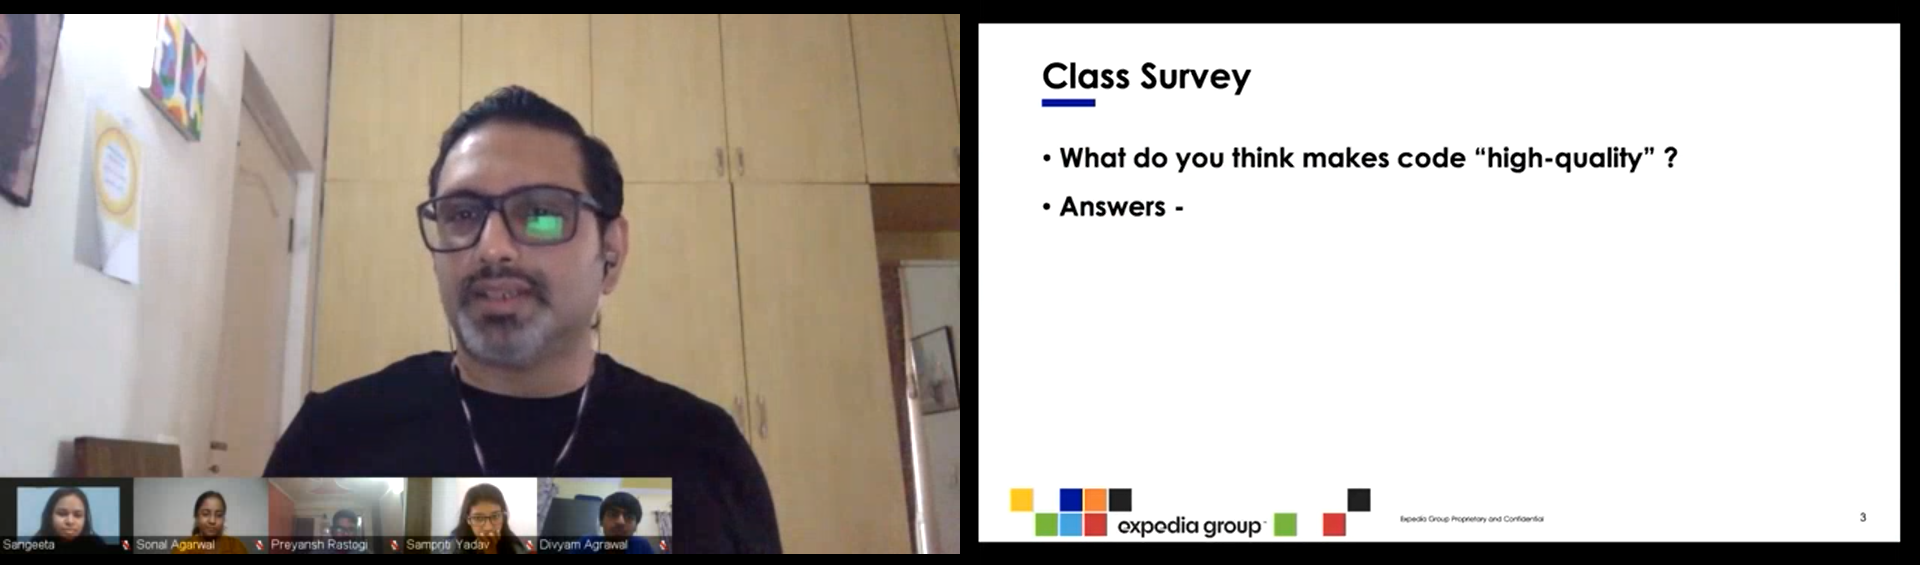 Sangeeta
Sonal Agarwal
Preyansh Rastogi
Sampriti Yadav
Divyam Agrawal
Class Survey
• What do you think makes code “high-quality” ?
• Answers -
expedia group
Expedia Group Proprietary and Confidential
3